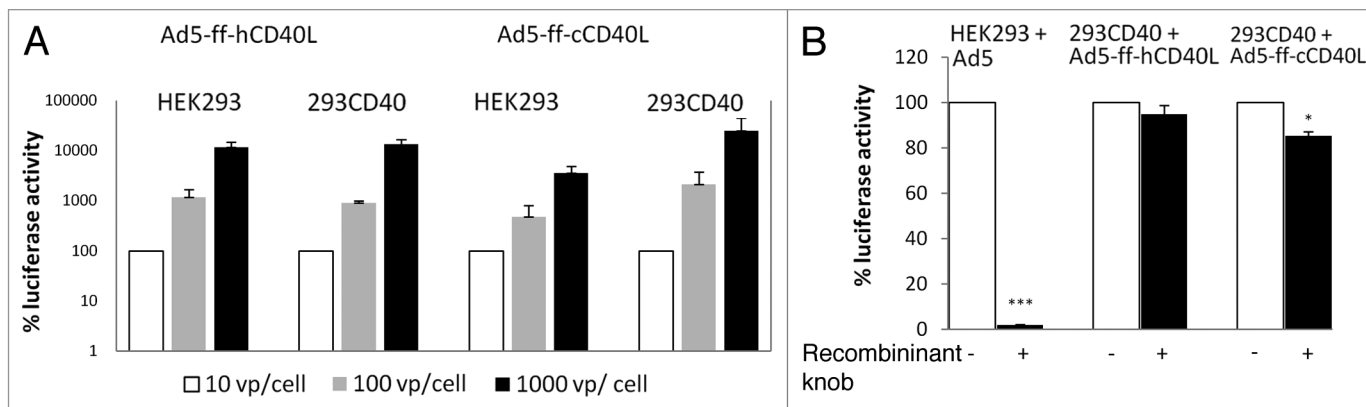 A
Ad5-ff-hCD40L
Ad5-ff-cCD40L
HEK293
293CD40
HEK293
293CD40
% luciferase activity
100000
10000
1000
100
10
1
10 vp/cell
100 vp/cell
1000 vp/ cell
B
HEK293 +
Ad5
293CD40 +
Ad5-ff-hCD40L
293CD40 +
Ad5-ff-cCD40L
% luciferase activity
120
100
80
60
40
20
0
***
*
Recombininant
knob
- + - + - +